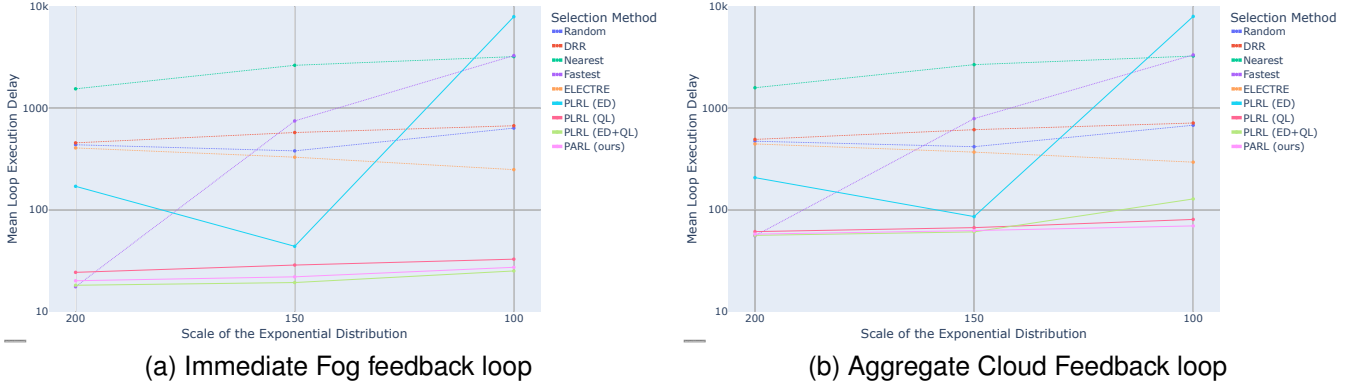 10k
1000
100
10
Mean Loop Execution Delay
200
150
100
Scale of the Exponential Distribution
Selection Method
Random
DRR
Nearest
Fastest
ELECTRE
PLRL (ED)
PLRL (QL)
PLRL (ED+QL)
PARL (ours)
(a) Immediate Fog feedback loop
10k
1000
100
10
Mean Loop Execution Delay
200
150
100
Scale of the Exponential Distribution
Selection Method
Random
DRR
Nearest
Fastest
ELECTRE
PLRL (ED)
PLRL (QL)
PLRL (ED+QL)
PARL (ours)
(b) Aggregate Cloud Feedback loop